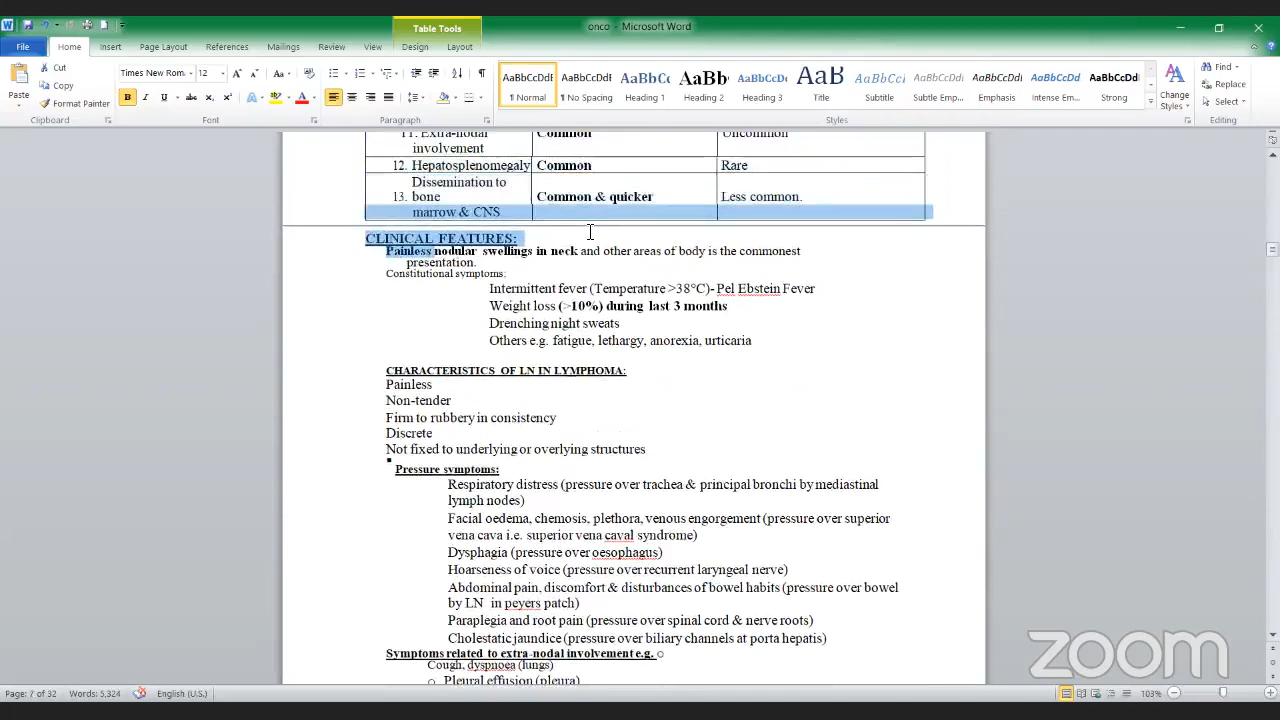 Table Tools
onco - Microsoft Word
File Home Insert Page Layout References Mailings Review View Design Layout
Cut
Copy
Format Painter
Paste
Clipboard
Times New Rom 12
Font
Paragraph
AaBbCcDdE AaBbCcDdE AaBbCc AaBb AaBbCcDd AaB AaBbCcI AaBbCcDd AaBbCcDd AaBbCcDd AaBbCcD
¶ Normal ¶ No Spacing Heading 1 Heading 2 Heading 3 Title Subtitle Subtle Emp... Emphasis Intense Em... Strong
Styles
Change Styles
Find
Replace
Select
Editing
11. Extra-nodal involvement Common Uncommon
12. Hepatosplenomegaly Common Rare
Dissemination to
13. bone Common & quicker Less common.
marrow & CNS
CLINICAL FEATURES:
Painless nodular swellings in neck and other areas of body is the commonest
presentation.
Constitutional symptoms:
Intermittent fever (Temperature >38°C)- Pel Ebstein Fever
Weight loss (>10%) during last 3 months
Drenching night sweats
Others e.g. fatigue, lethargy, anorexia, urticaria
CHARACTERISTICS OF LN IN LYMPHOMA:
Painless
Non-tender
Firm to rubbery in consistency
Discrete
Not fixed to underlying or overlying structures
Pressure symptoms:
Respiratory distress (pressure over trachea & principal bronchi by mediastinal
lymph nodes)
Facial oedema, chemosis, plethora, venous engorgement (pressure over superior
vena cava i.e. superior vena caval syndrome)
Dysphagia (pressure over oesophagus)
Hoarseness of voice (pressure over recurrent laryngeal nerve)
Abdominal pain, discomfort & disturbances of bowel habits (pressure over bowel
by LN in peyers patch)
Paraplegia and root pain (pressure over spinal cord & nerve roots)
Cholestatic jaundice (pressure over biliary channels at porta hepatis)
Symptoms related to extra-nodal involvement e.g. o
Cough, dyspnoea (lungs)
o Pleural effusion (pleura)
zoom
Page: 7 of 32 Words: 5,324 English (U.S.) 103%